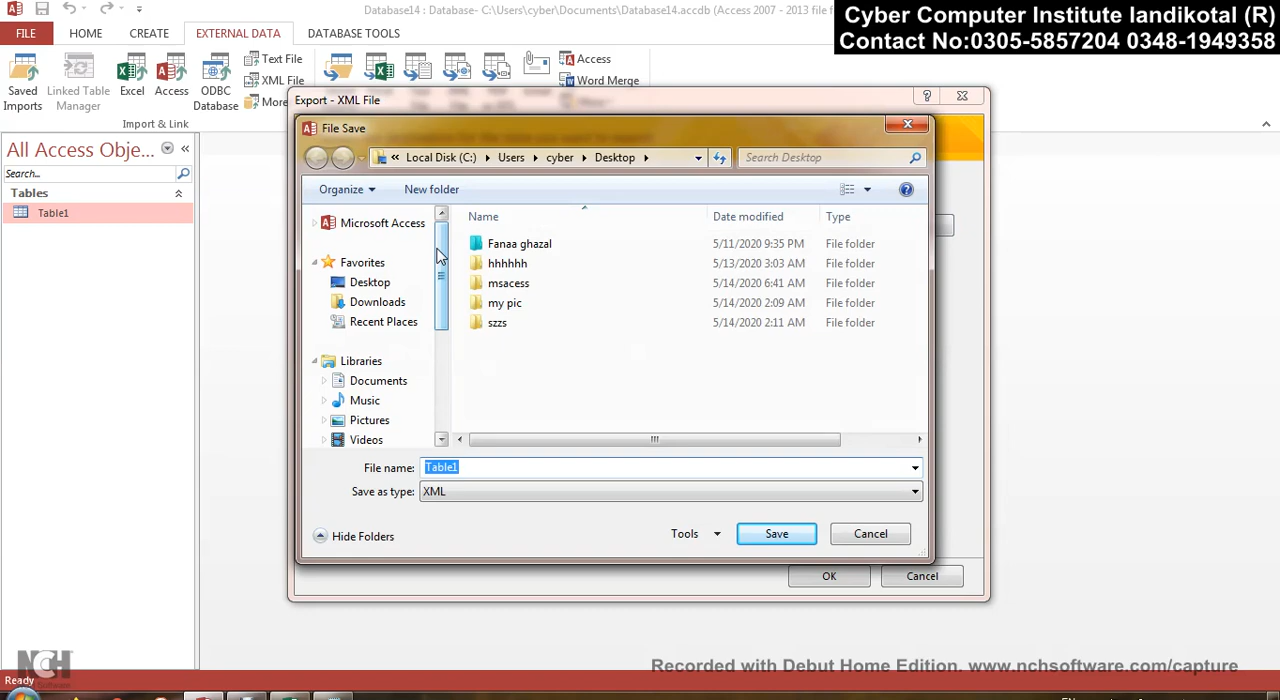 Database14 : Database- C:\Users\cyber\Documents\Database14.accdb (Access 2007 - 2013 file
Cyber Computer Institute landikotal (R)
Contact No:0305-5857204 0348-1949358
FILE HOME CREATE EXTERNAL DATA DATABASE TOOLS
Saved Imports
Linked Table Manager
Excel
Access
ODBC Database
Text File
XML File
More
Import & Link
Access
Word Merge
All Access Obje...
Search...
Tables
Table1
Export - XML File
File Save
« Local Disk (C:) Users cyber Desktop
Search Desktop
Organize New folder
Microsoft Access
Favorites
Desktop
Downloads
Recent Places
Libraries
Documents
Music
Pictures
Videos
Name Date modified Type
Fanaa ghazal 5/11/2020 9:35 PM File folder
hhhhhh 5/13/2020 3:03 AM File folder
msacess 5/14/2020 6:41 AM File folder
my pic 5/14/2020 2:09 AM File folder
szzs 5/14/2020 2:11 AM File folder
File name: Table1
Save as type: XML
Hide Folders Tools Save Cancel
OK Cancel
NCH
Recorded with Debut Home Edition. www.nchsoftware.com/capture
Ready